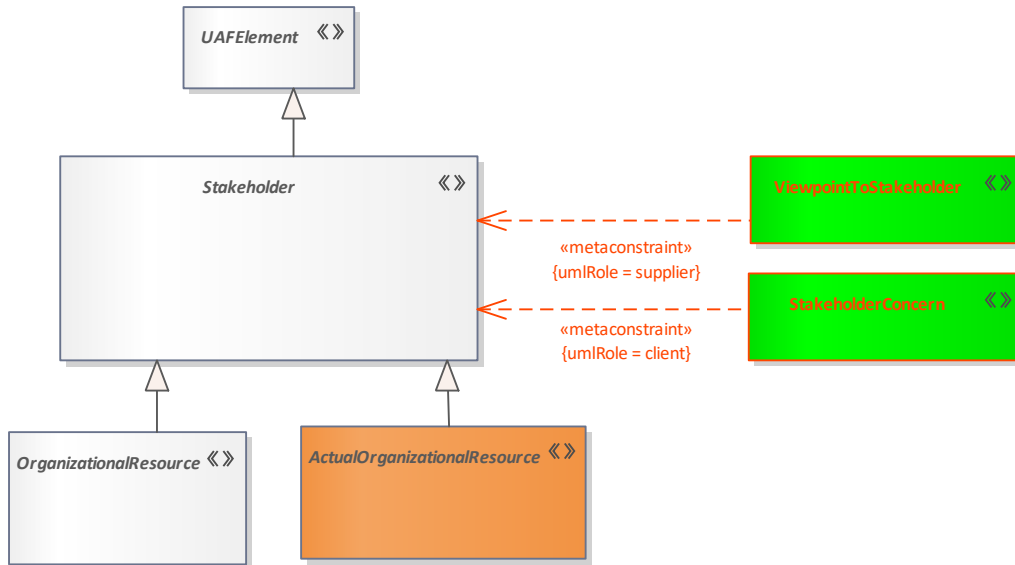 UAFElement «»
Stakeholder «»
ViewpointToStakeholder «»
«metaconstraint»
{umlRole = supplier}
StakeholderConcern «»
«metaconstraint»
{umlRole = client}
OrganizationalResource «»
ActualOrganizationalResource «»